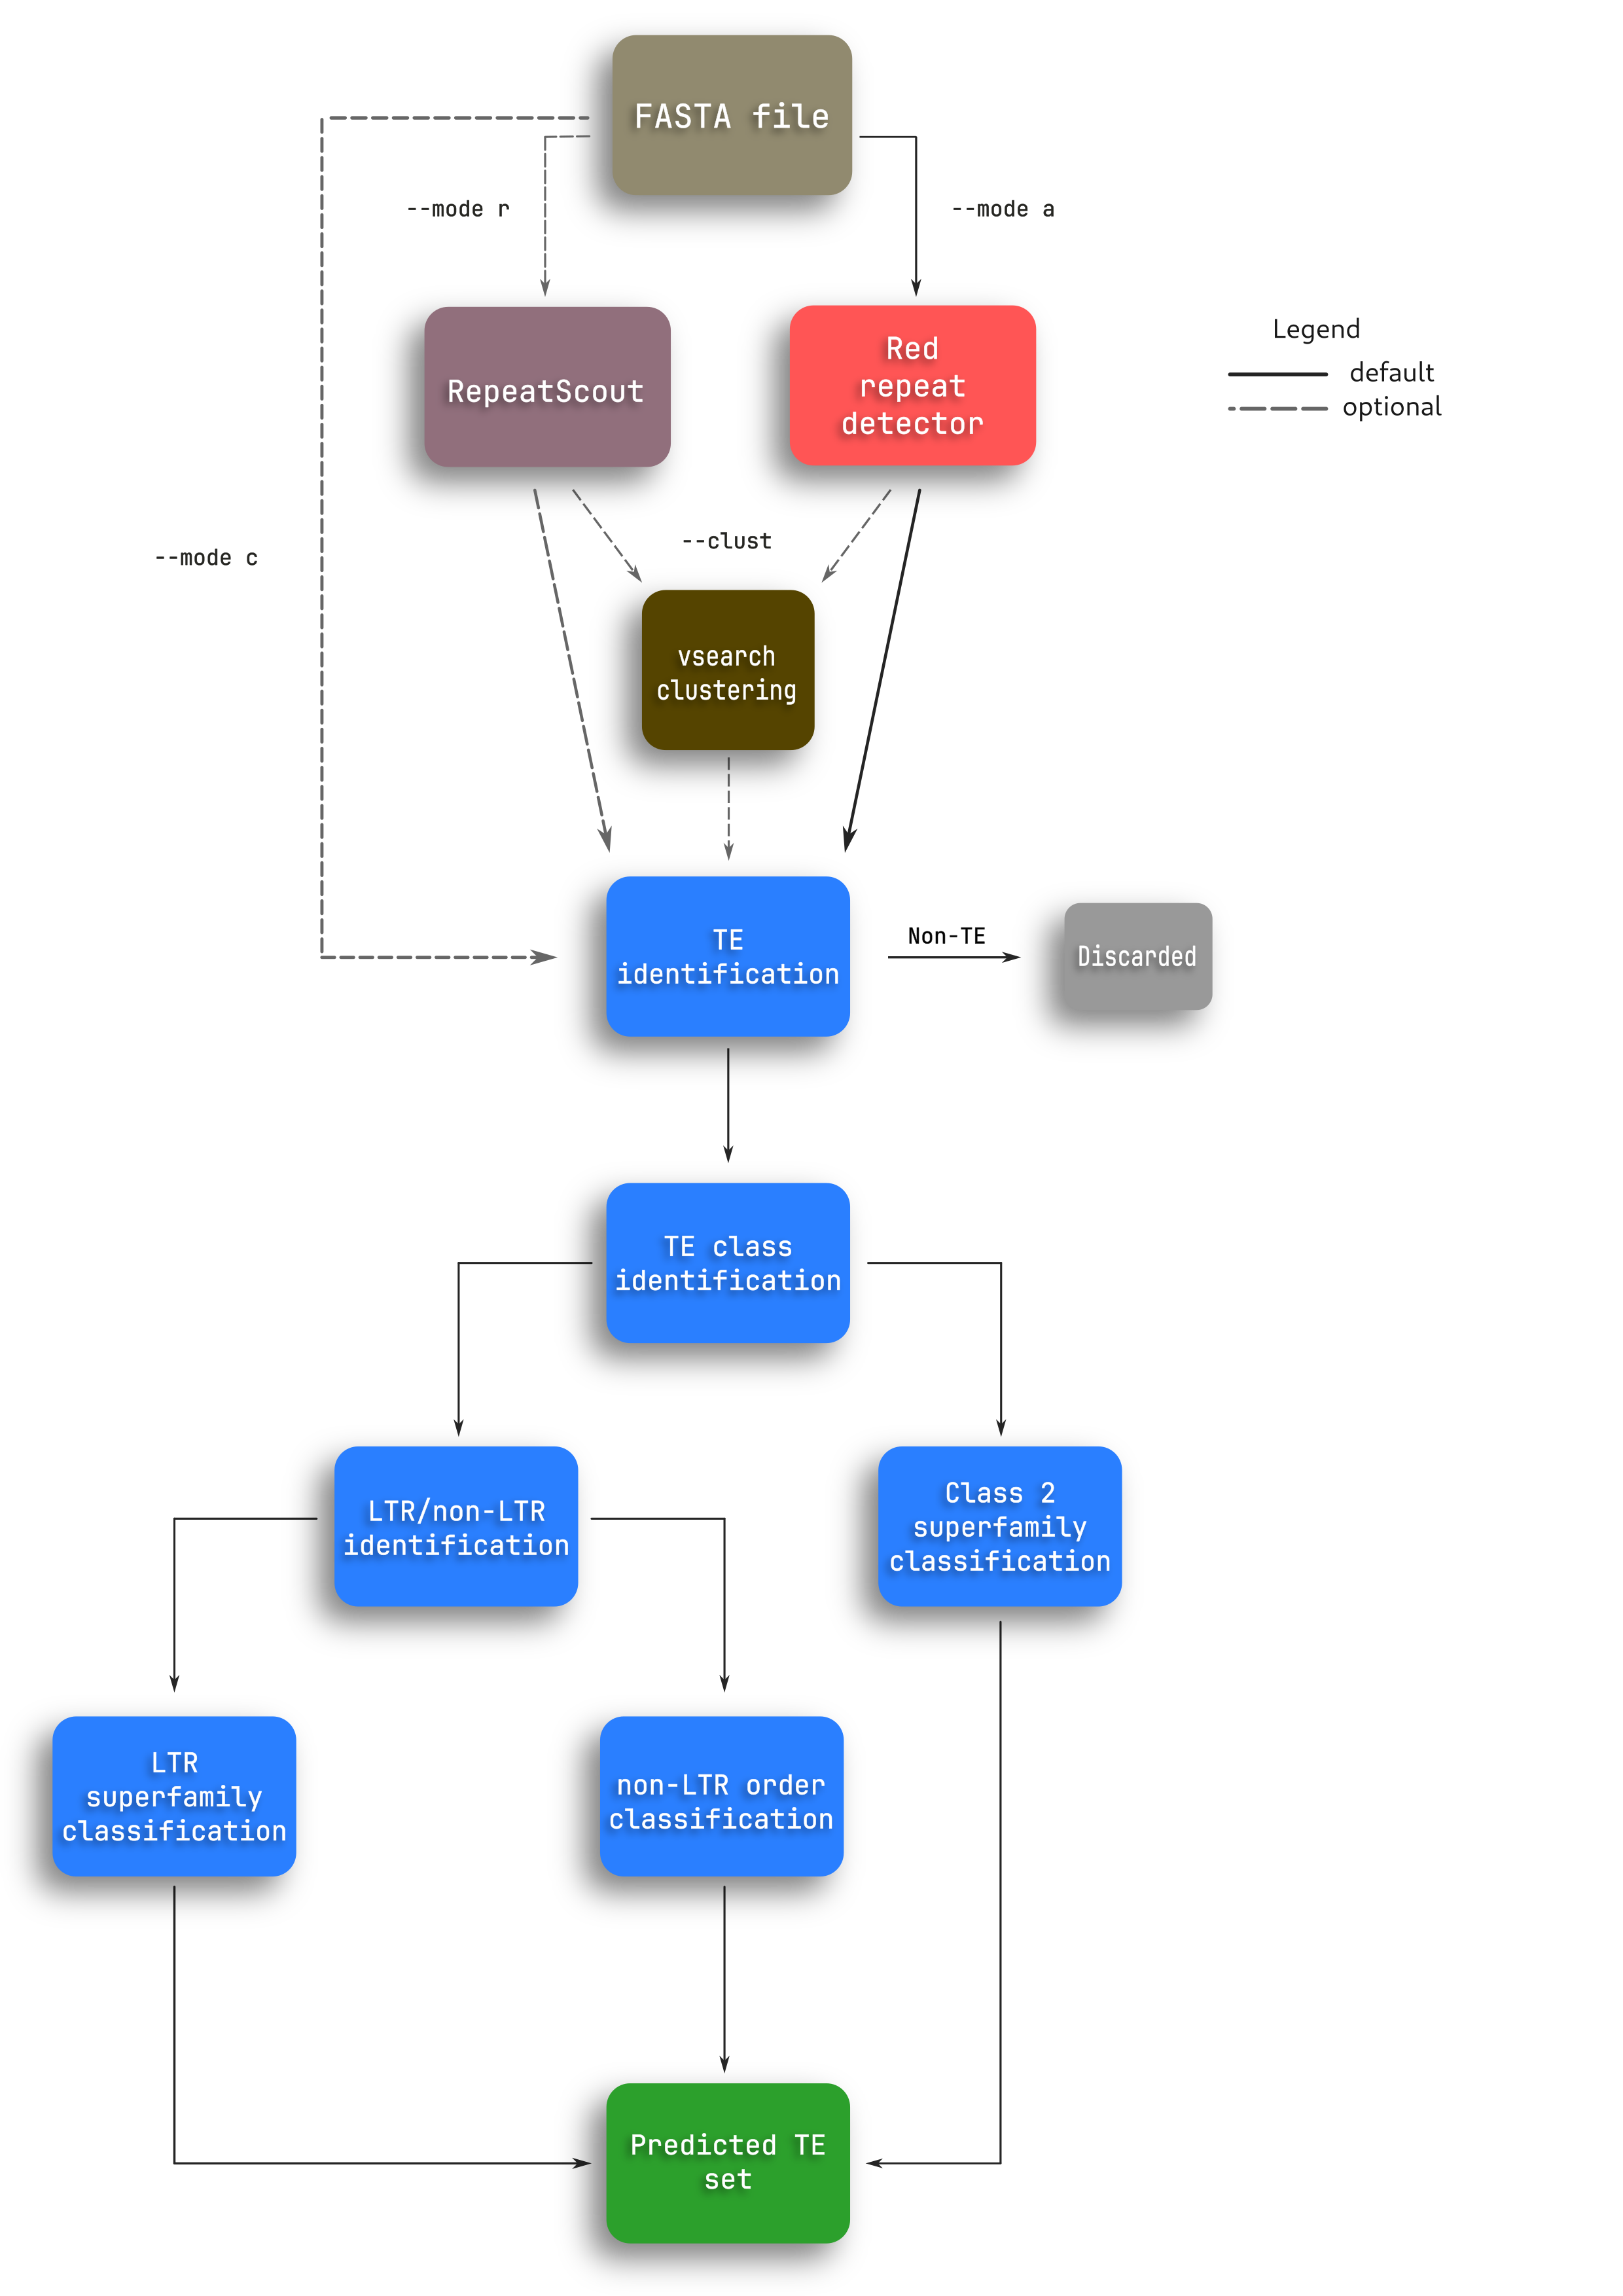 FASTA file
--mode r
--mode a
RepeatScout
Red
repeat
detector
Legend
default
optional
--clust
--mode c
vsearch
clustering
TE
identification
Non-TE
Discarded
TE class
identification
LTR/non-LTR
identification
Class 2
superfamily
classification
LTR
superfamily
classification
non-LTR order
classification
Predicted TE
set